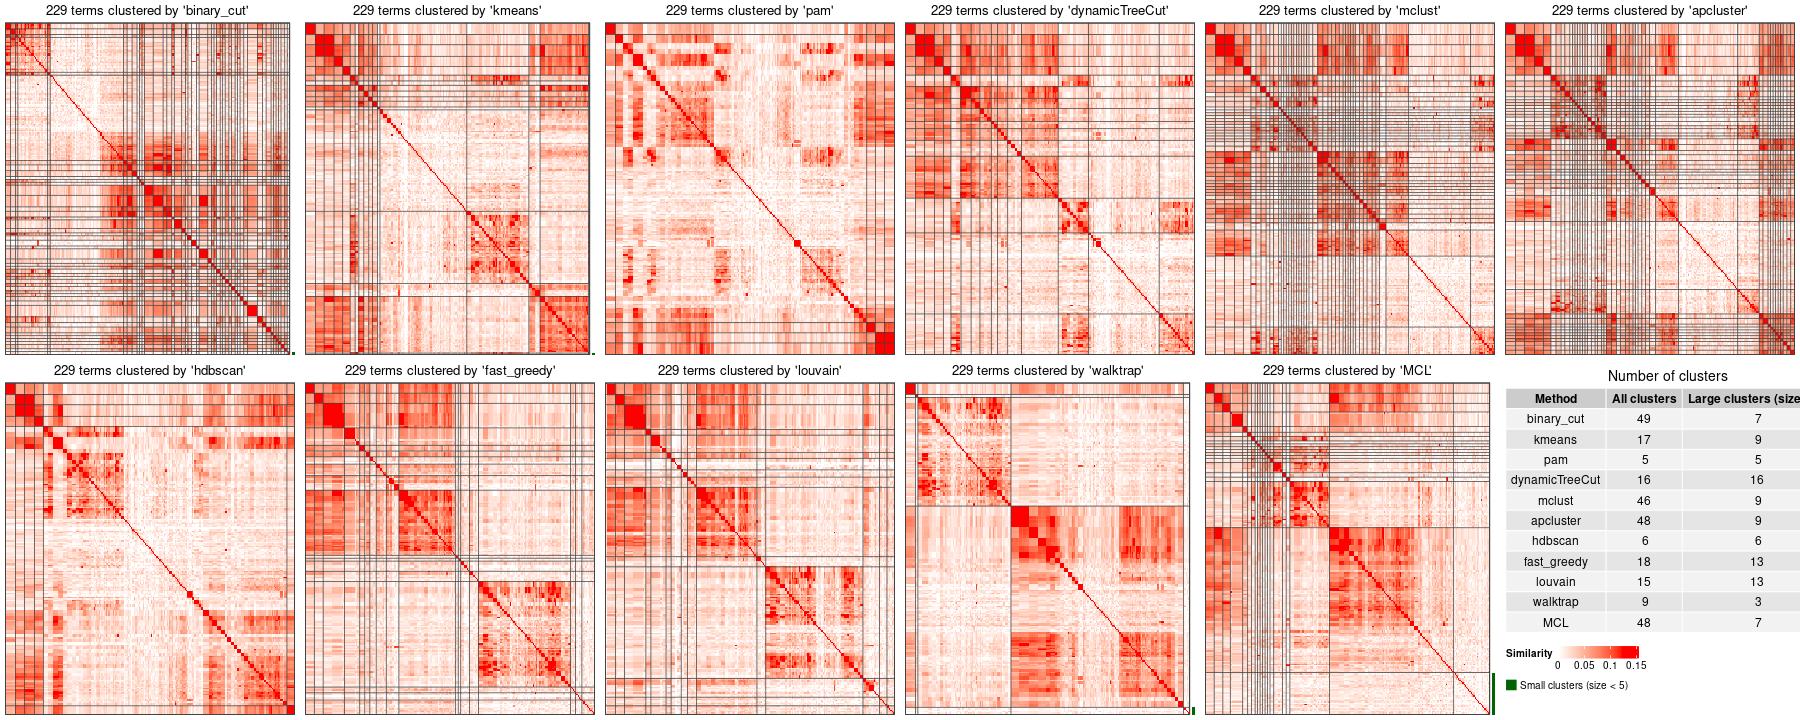 229 terms clustered by 'binary_cut'
229 terms clustered by 'kmeans'
229 terms clustered by 'pam'
229 terms clustered by 'dynamicTreeCut'
229 terms clustered by 'mclust'
229 terms clustered by 'apcluster'
229 terms clustered by 'hdbscan'
229 terms clustered by 'fast_greedy'
229 terms clustered by 'louvain'
229 terms clustered by 'walktrap'
229 terms clustered by 'MCL'
Number of clusters
Method All clusters Large clusters (size
binary_cut 49 7
kmeans 17 9
pam 5 5
dynamicTreeCut 16 16
mclust 46 9
apcluster 48 9
hdbscan 6 6
fast_greedy 18 13
louvain 15 13
walktrap 9 3
MCL 48 7
Similarity
0 0.05 0.1 0.15
Small clusters (size < 5)